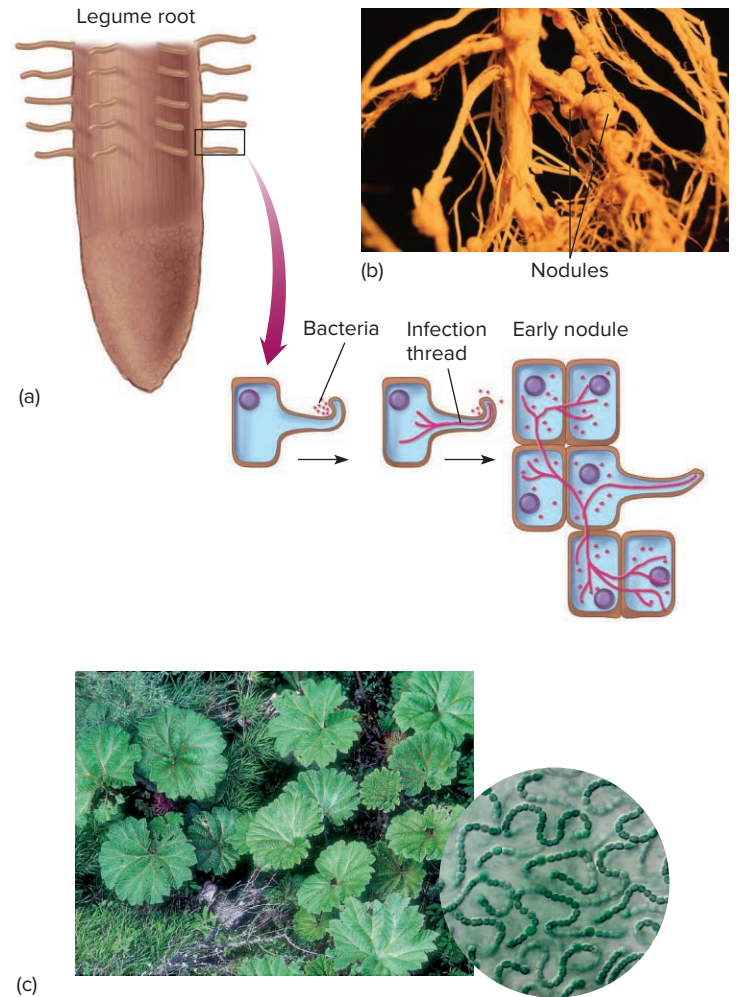 Legume root
(a)
(b)
Nodules
Bacteria
Infection
thread
Early nodule
(c)